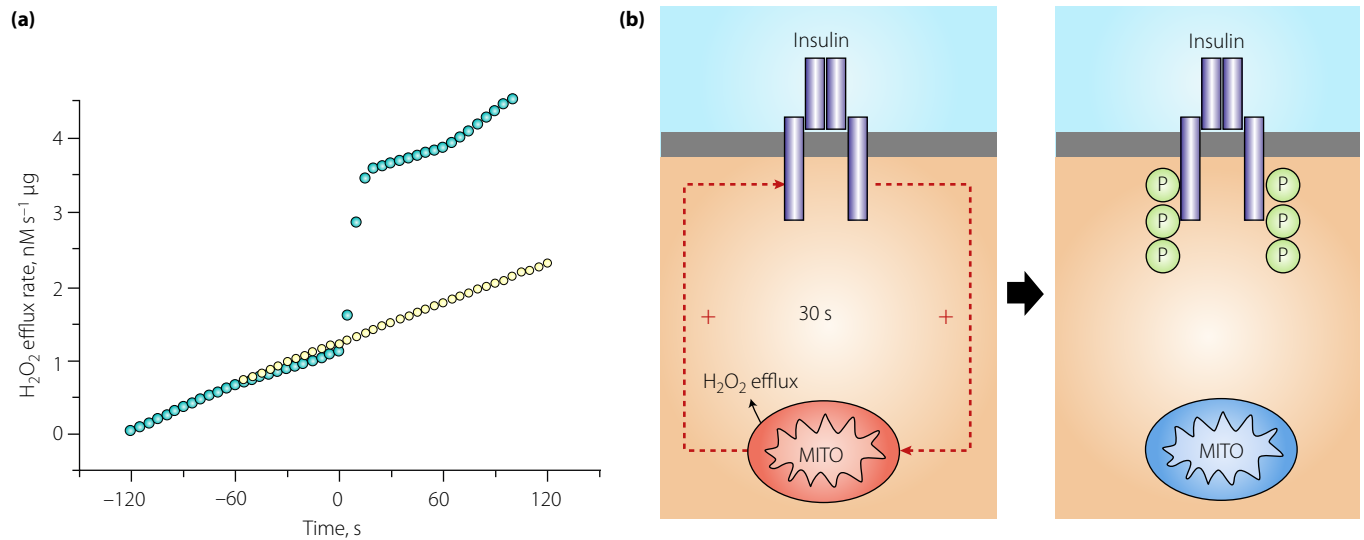 (a)
H₂O₂ efflux rate, nM s⁻¹ µg
4
3
2
1
0
−120
−60
0
60
120
Time, s
(b)
Insulin
+
30 s
+
H₂O₂ efflux
MITO
Insulin
P
P
P
P
P
P
MITO